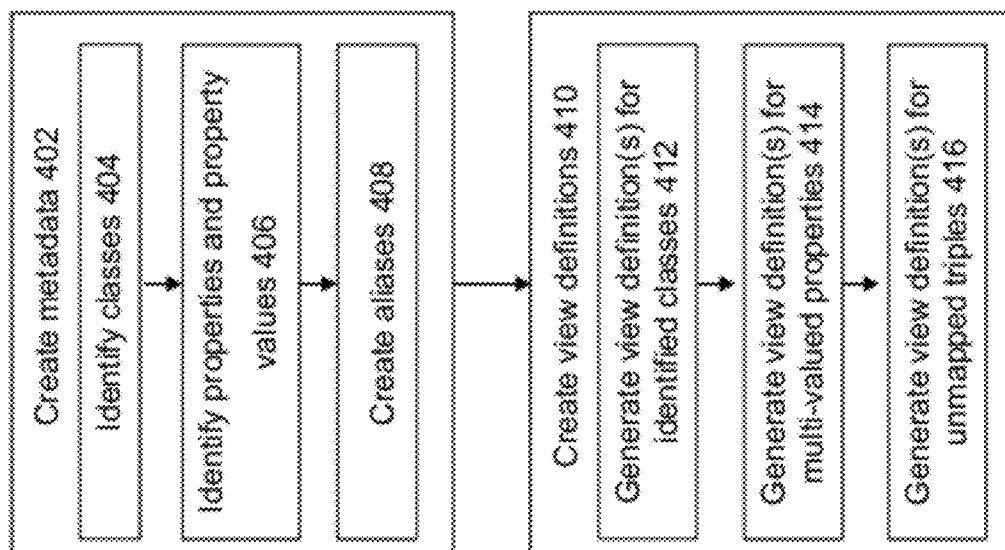 Create metadata 402
Identify classes 404
Identify properties and property
values 406
Create aliases 408
Create view definitions 410
Generate view definition(s) for
identified classes 412
Generate view definition(s) for
multi-valued properties 414
Generate view definition(s) for
unmapped triples 416